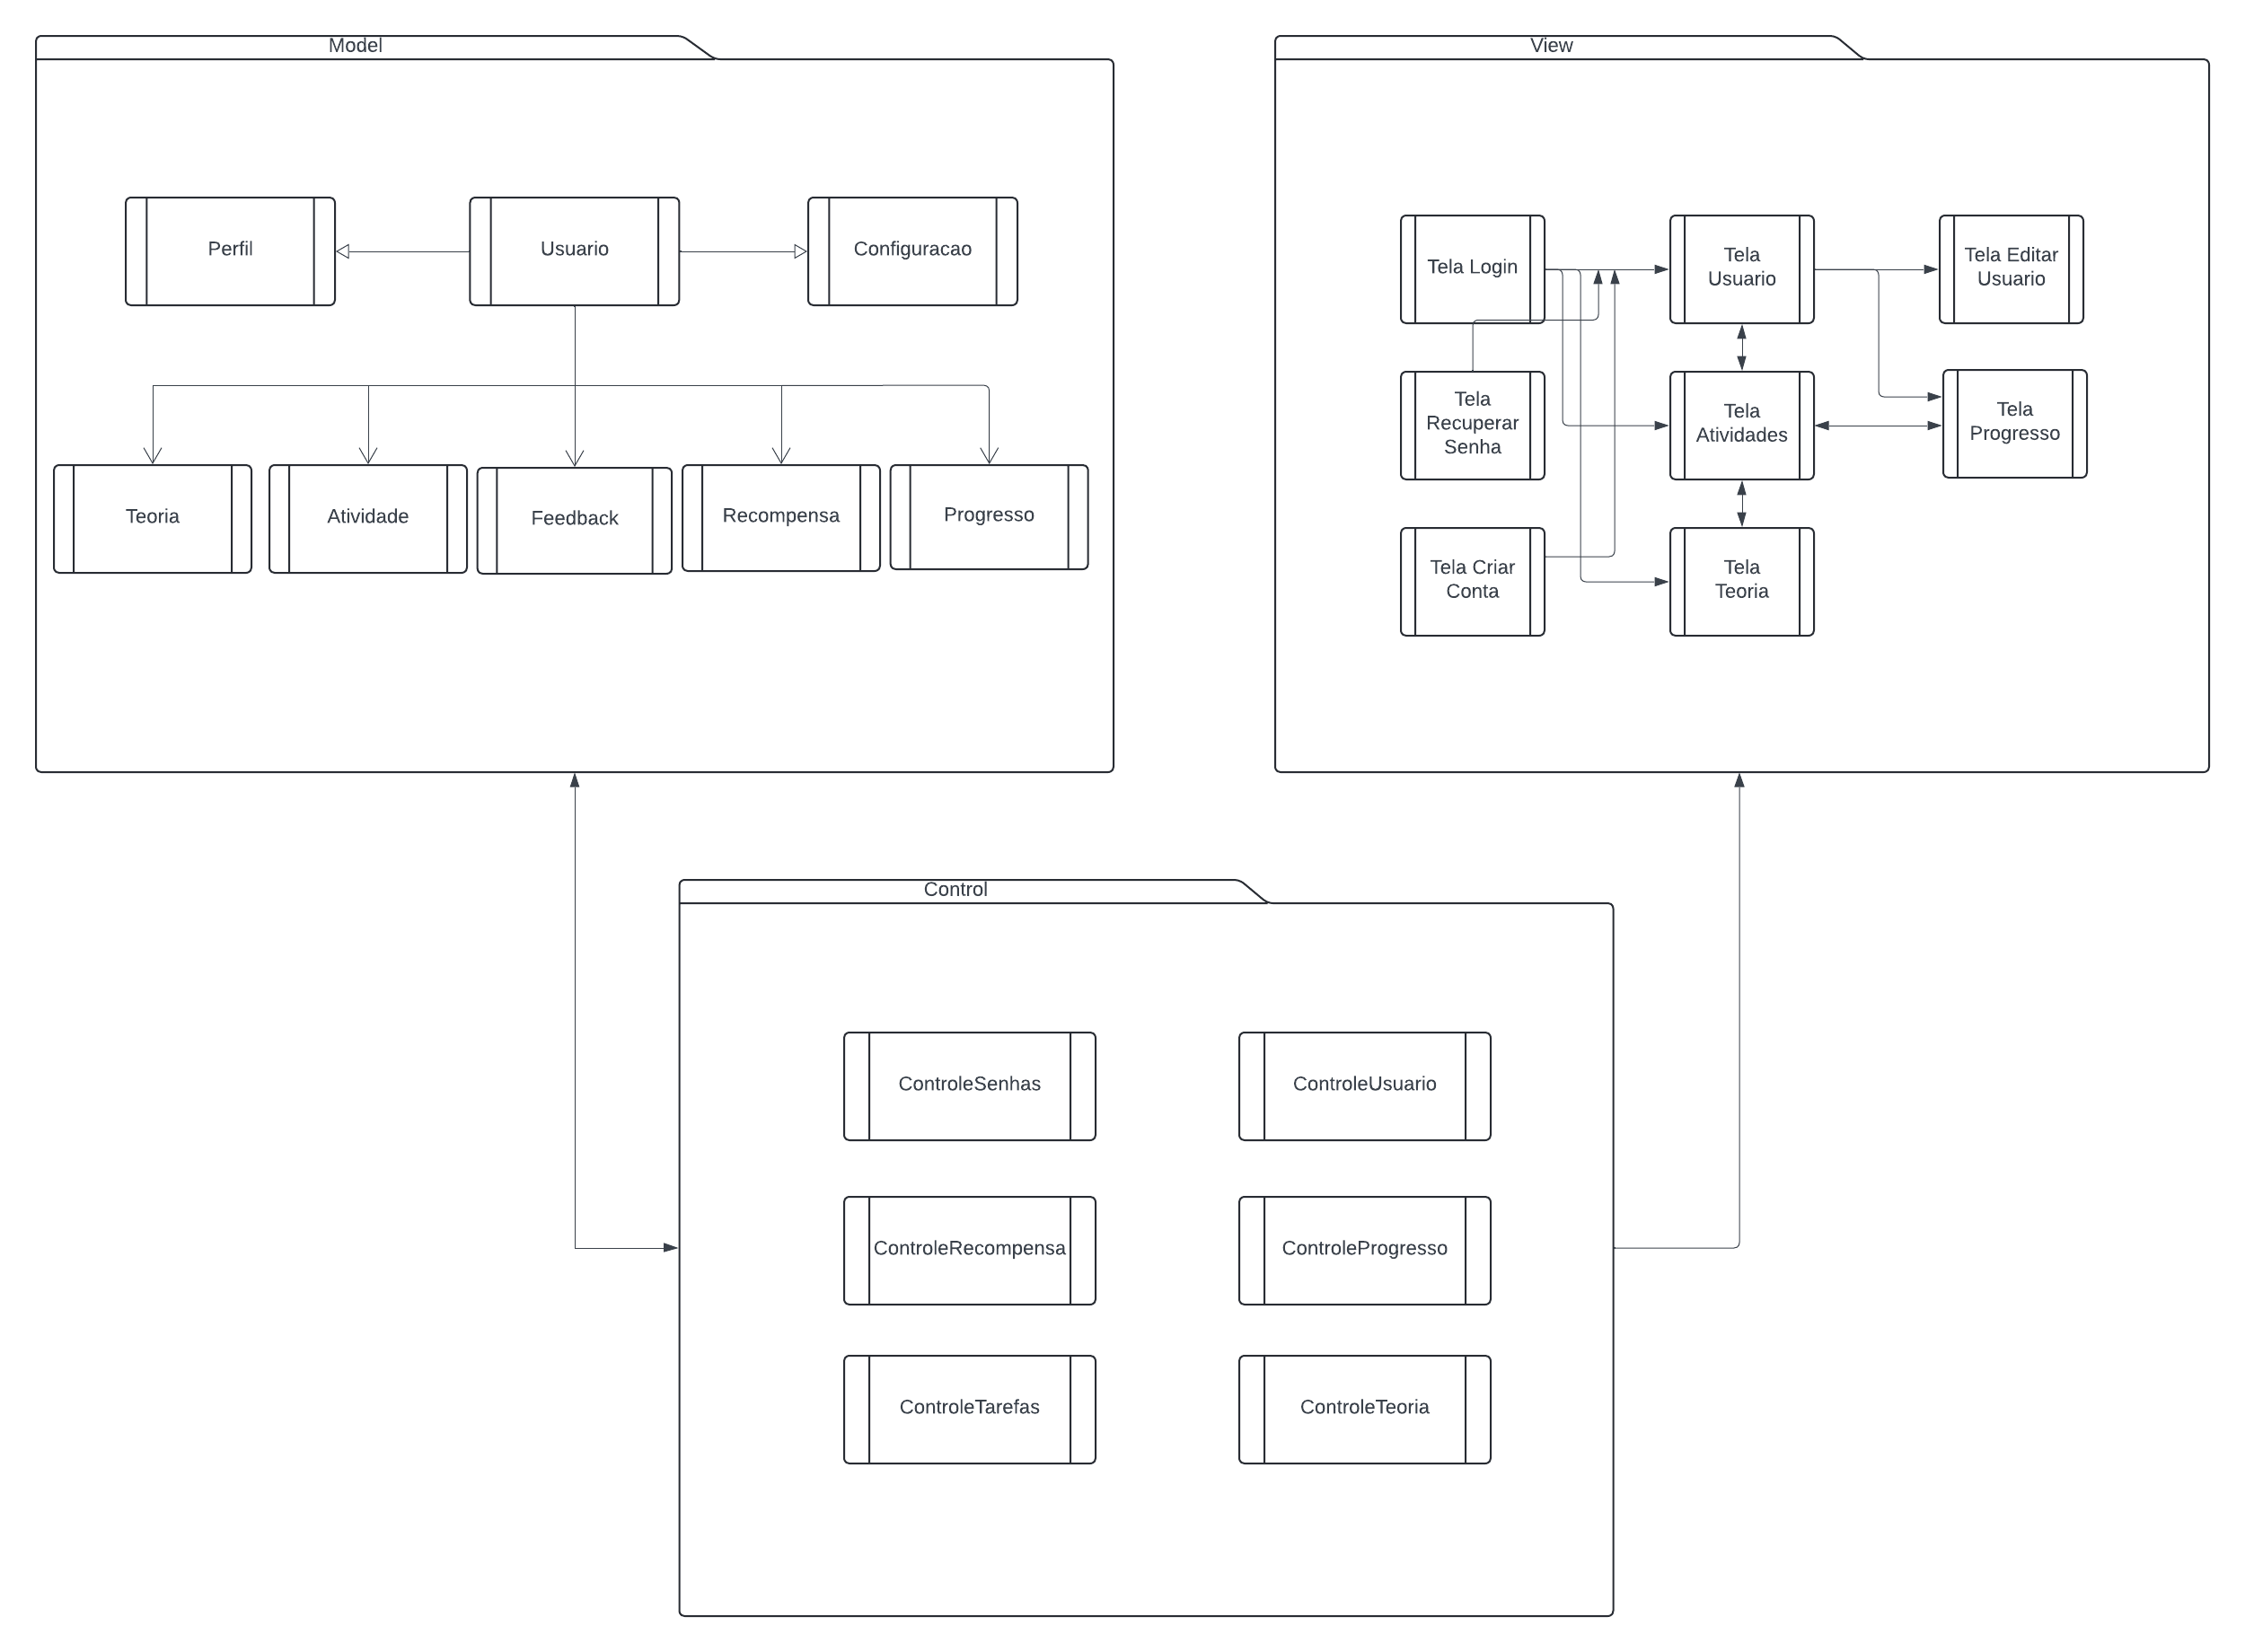 Model
Perfil
Usuario
Configuracao
Teoria
Atividade
Feedback
Recompensa
Progresso
View
Tela Login
Tela
Usuario
Tela Editar
Usuario
Tela
Recuperar
Senha
Tela
Atividades
Tela
Progresso
Tela Criar
Conta
Tela
Teoria
Control
ControleSenhas
ControleUsuario
ControleRecompensa
ControleProgresso
ControleTarefas
ControleTeoria